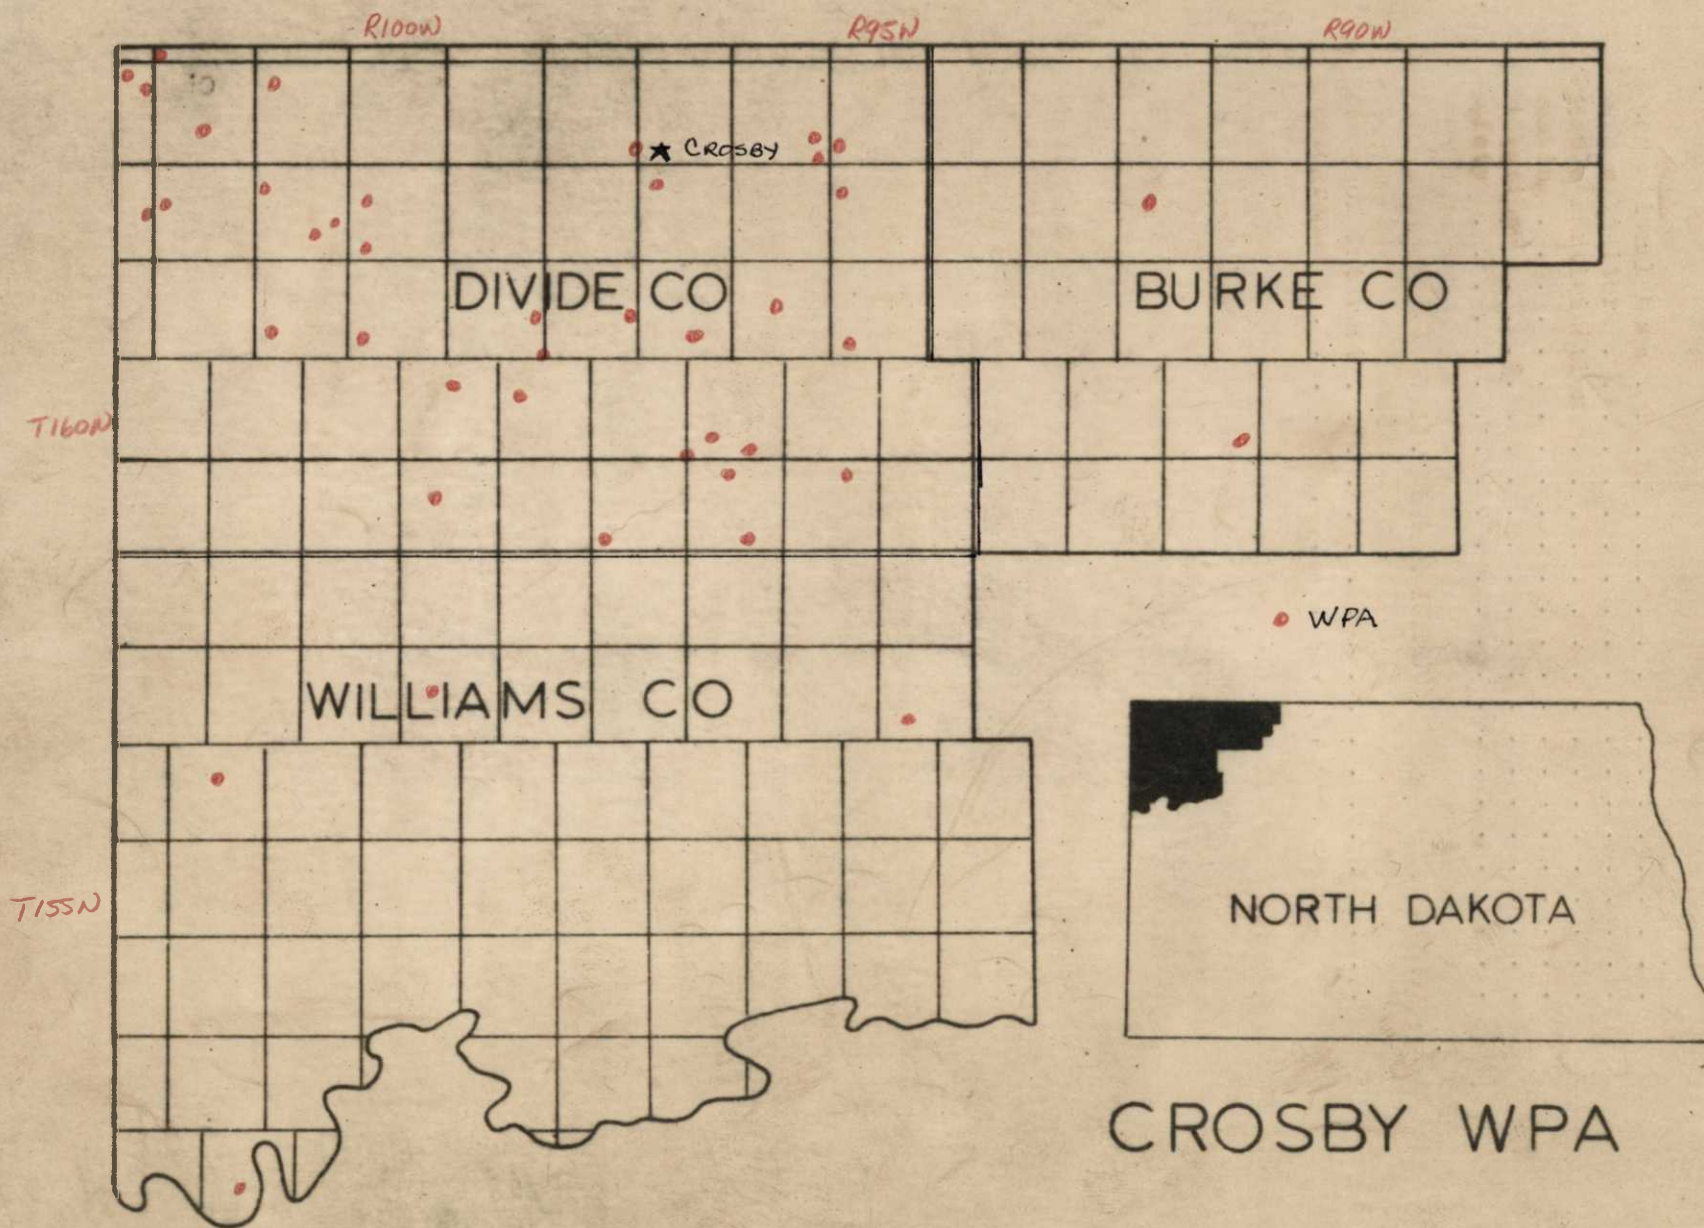 R100W R95W R90W
CROSBY
DIVIDE CO BURKE CO
T160N
WPA
WILLIAMS CO
T155N
NORTH DAKOTA
CROSBY WPA